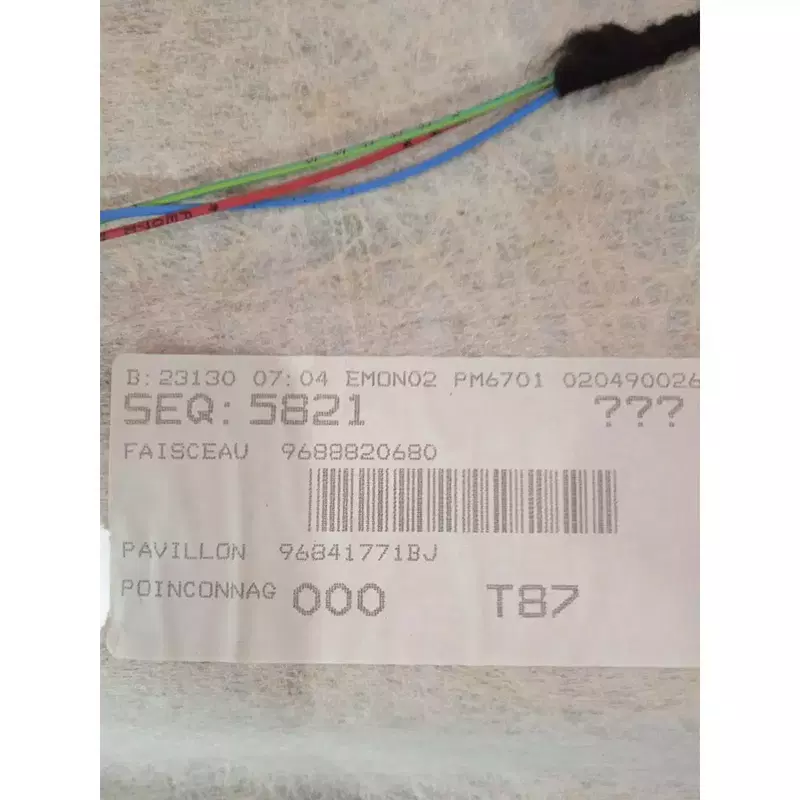 B: 23130 07:04 EMON02 PM6701 020490026
SEQ: 5821 ???
FAISCEAU 9688820680
PAVILLON 96841771BJ
POINCONNAG 000 T87